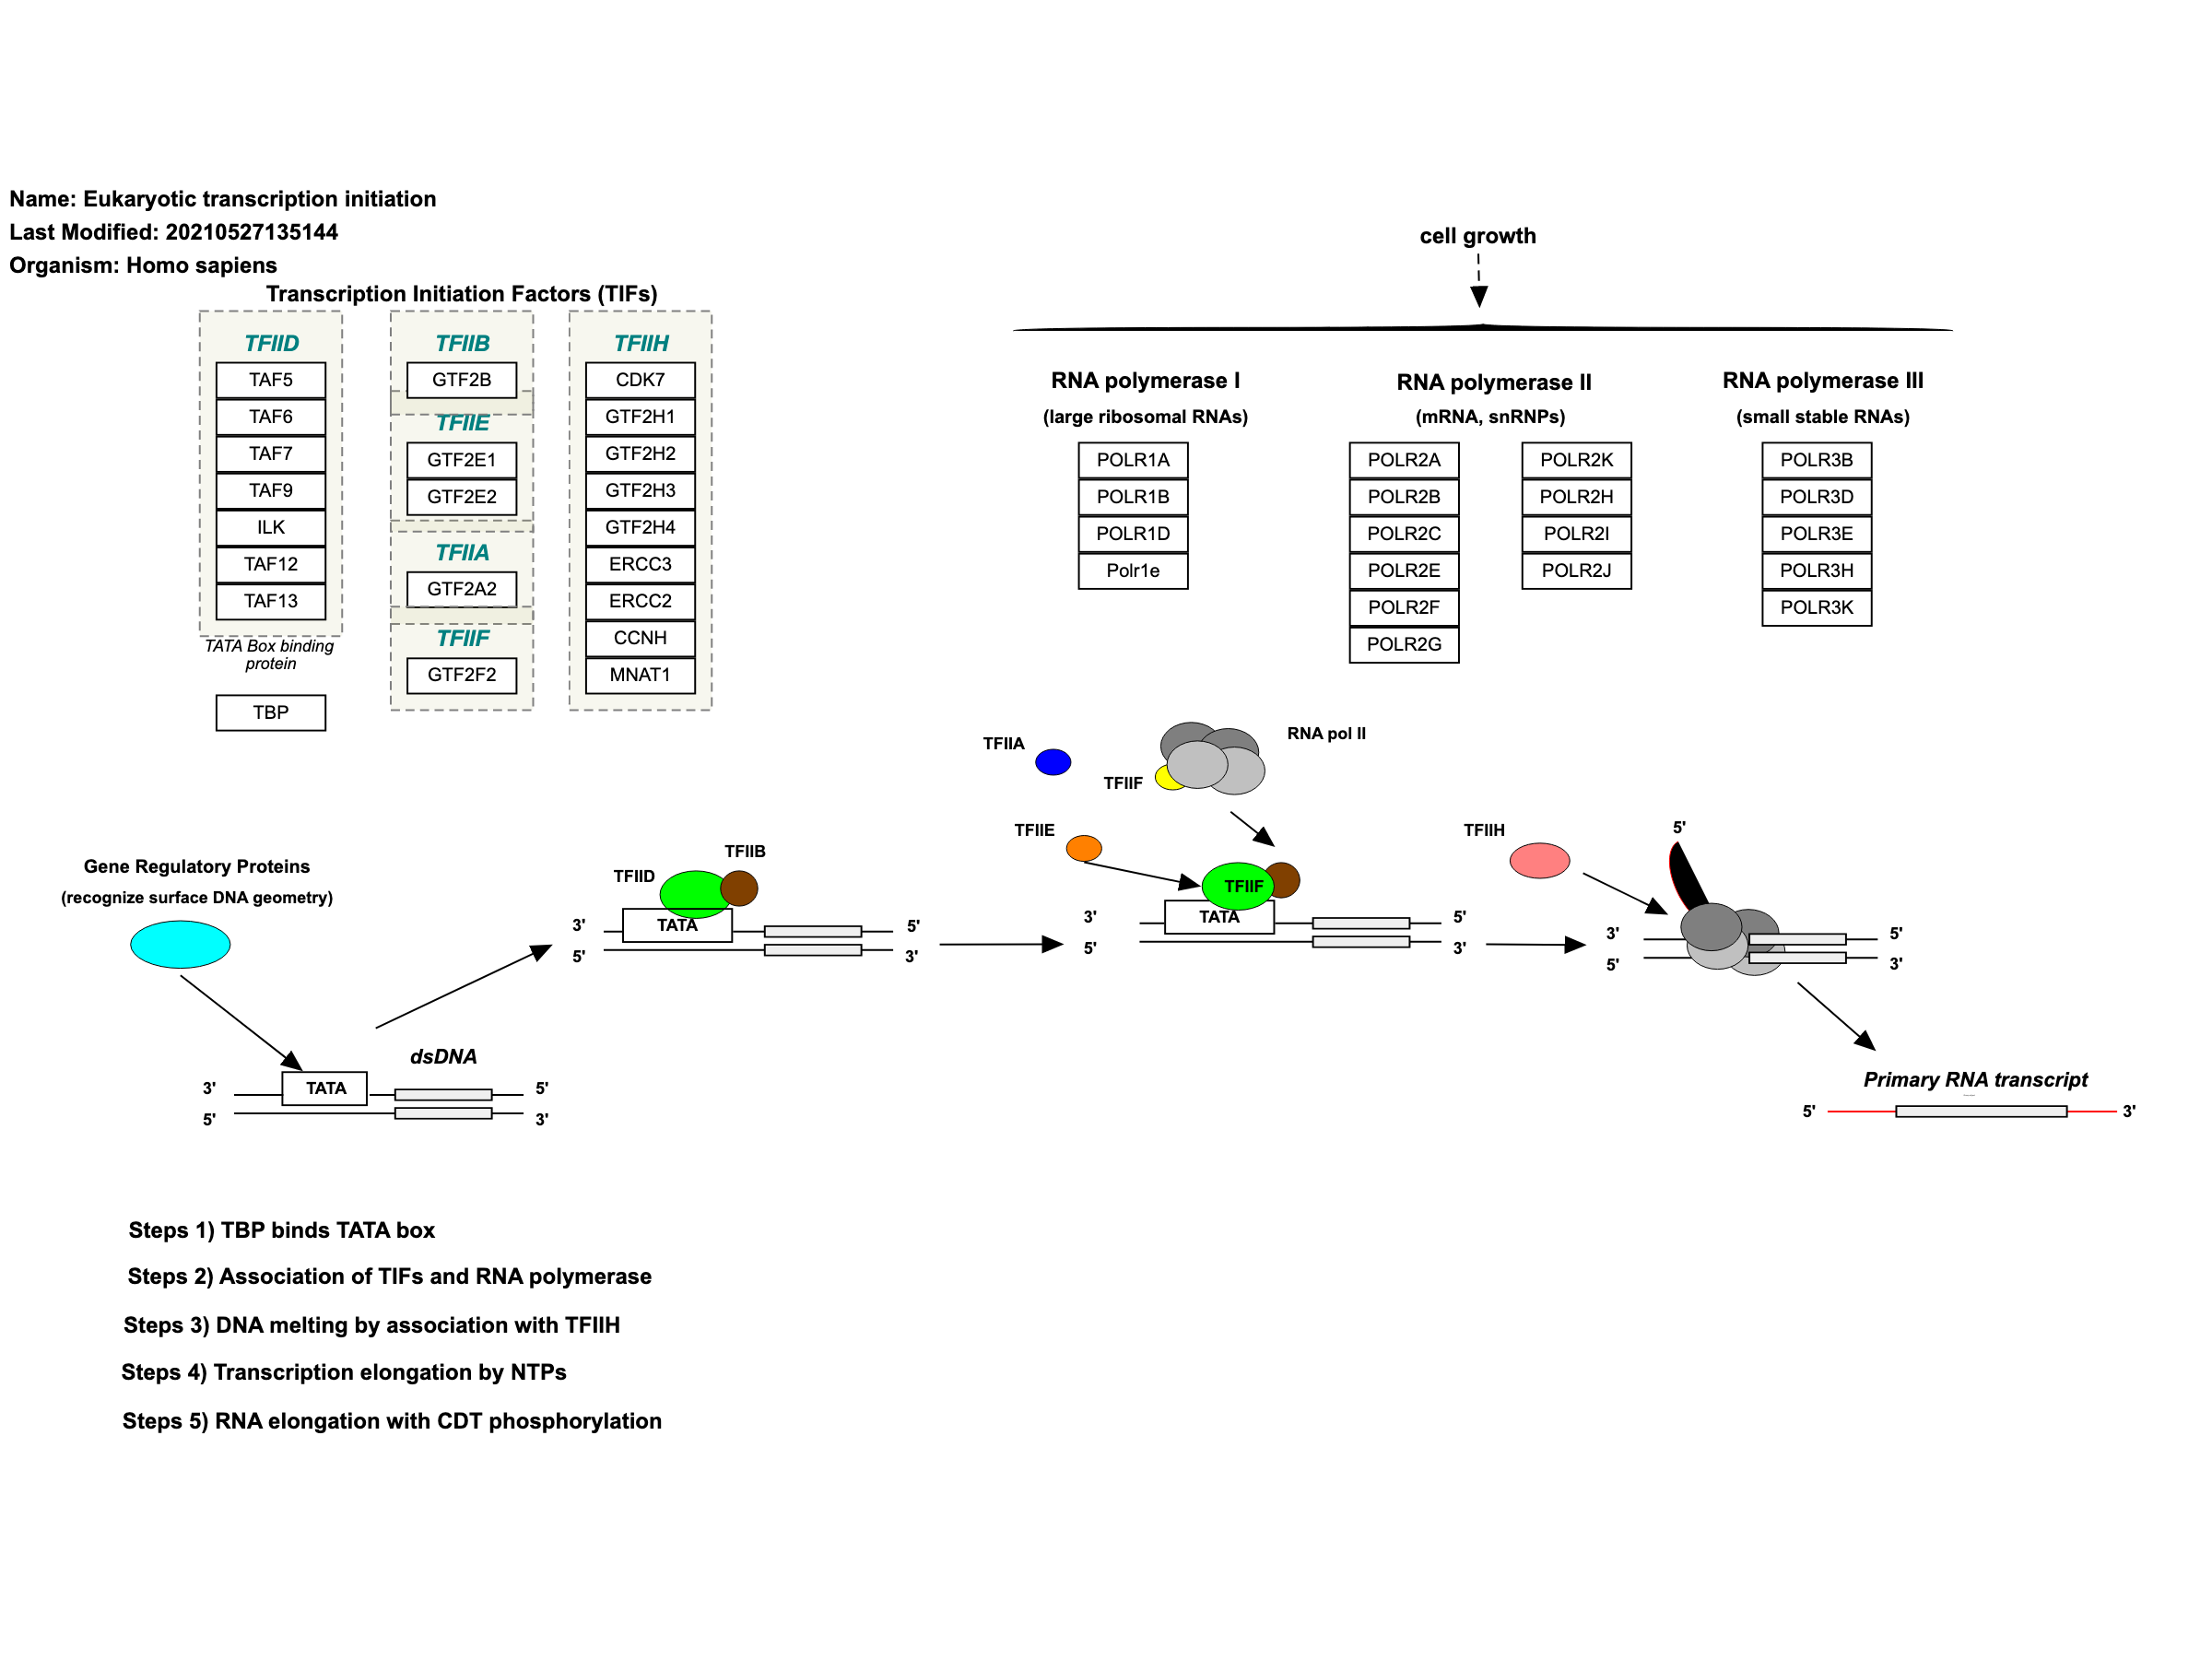 Name: Eukaryotic transcription initiation
Last Modified: 20210527135144
Organism: Homo sapiens
Transcription Initiation Factors (TIFs)
TFIID
TAF5
TAF6
TAF7
TAF9
ILK
TAF12
TAF13
TATA Box binding
protein
TBP
TFIIB
GTF2B
TFIIE
GTF2E1
GTF2E2
TFIIA
GTF2A2
TFIIF
GTF2F2
TFIIH
CDK7
GTF2H1
GTF2H2
GTF2H3
GTF2H4
ERCC3
ERCC2
CCNH
MNAT1
cell growth
RNA polymerase I
(large ribosomal RNAs)
POLR1A
POLR1B
POLR1D
Polr1e
RNA polymerase II
(mRNA, snRNPs)
POLR2A
POLR2B
POLR2C
POLR2E
POLR2F
POLR2G
POLR2K
POLR2H
POLR2I
POLR2J
RNA polymerase III
(small stable RNAs)
POLR3B
POLR3D
POLR3E
POLR3H
POLR3K
Gene Regulatory Proteins
(recognize surface DNA geometry)
dsDNA
3' TATA 5'
5' 3'
TFIIB
TFIID
3' TATA 5'
5' 3'
RNA pol II
TFIIA
TFIIF
TFIIE
TFIIF
3' TATA 5'
5' 3'
TFIIH
5'
3' 5'
5' 3'
Primary RNA transcript
5' 3'
Steps 1) TBP binds TATA box
Steps 2) Association of TIFs and RNA polymerase
Steps 3) DNA melting by association with TFIIH
Steps 4) Transcription elongation by NTPs
Steps 5) RNA elongation with CDT phosphorylation